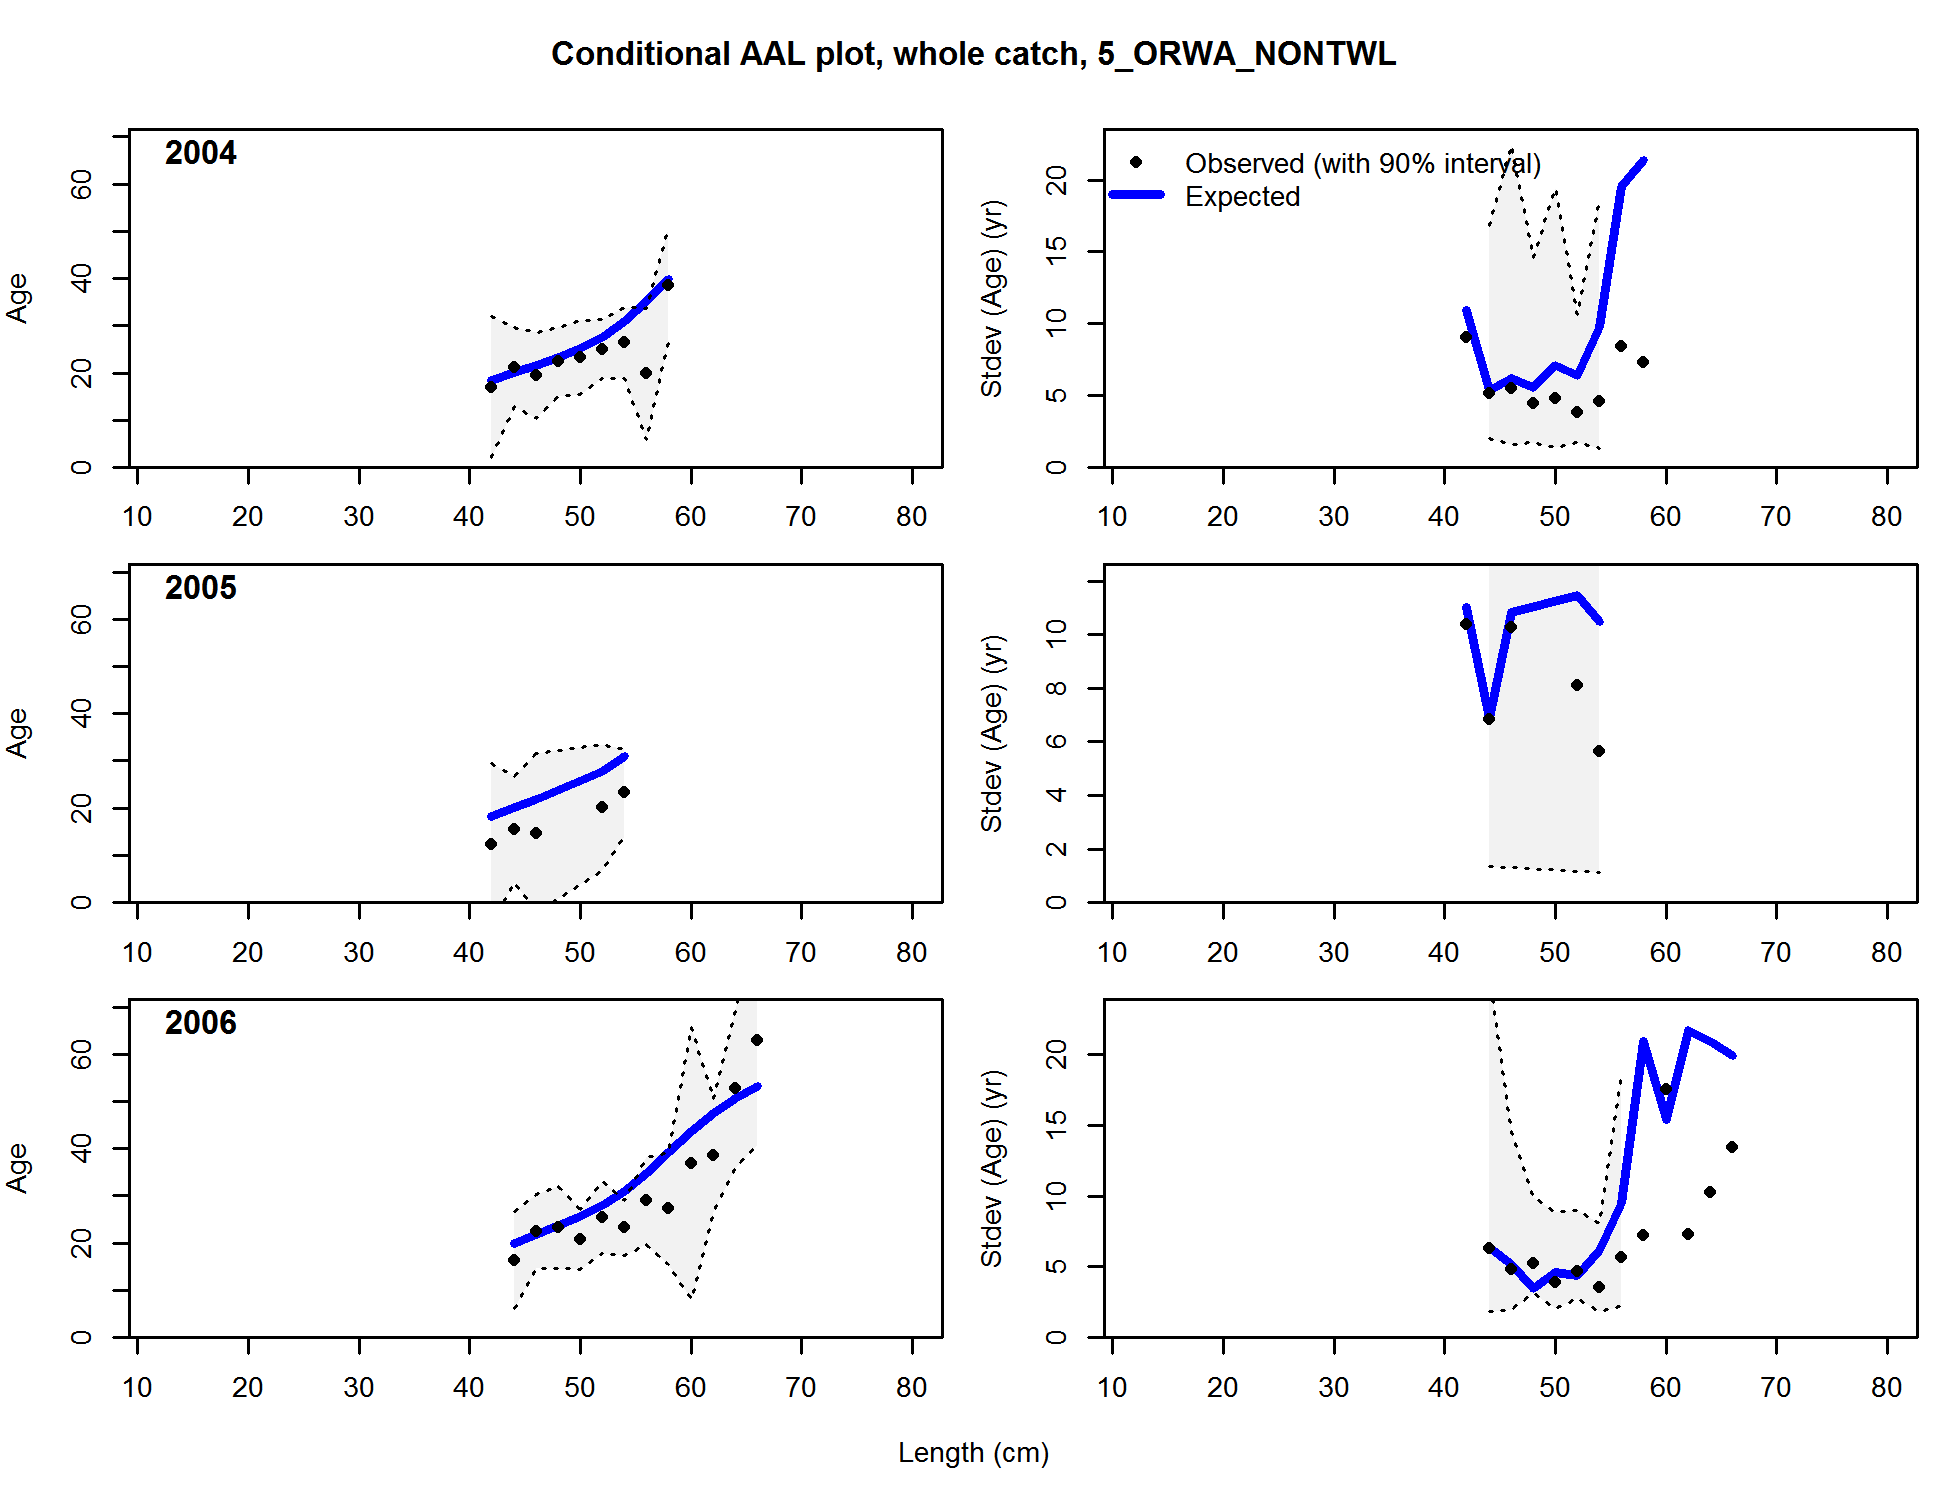 Conditional AAL plot, whole catch, 5_ORWA_NONTWL
2004
Age
0 20 40 60
10 20 30 40 50 60 70 80
Observed (with 90% interval)
Expected
Stdev (Age) (yr)
0 5 10 15 20
10 20 30 40 50 60 70 80
2005
Age
0 20 40 60
10 20 30 40 50 60 70 80
Stdev (Age) (yr)
0 2 4 6 8 10
10 20 30 40 50 60 70 80
2006
Age
0 20 40 60
10 20 30 40 50 60 70 80
Stdev (Age) (yr)
0 5 10 15 20
10 20 30 40 50 60 70 80
Length (cm)